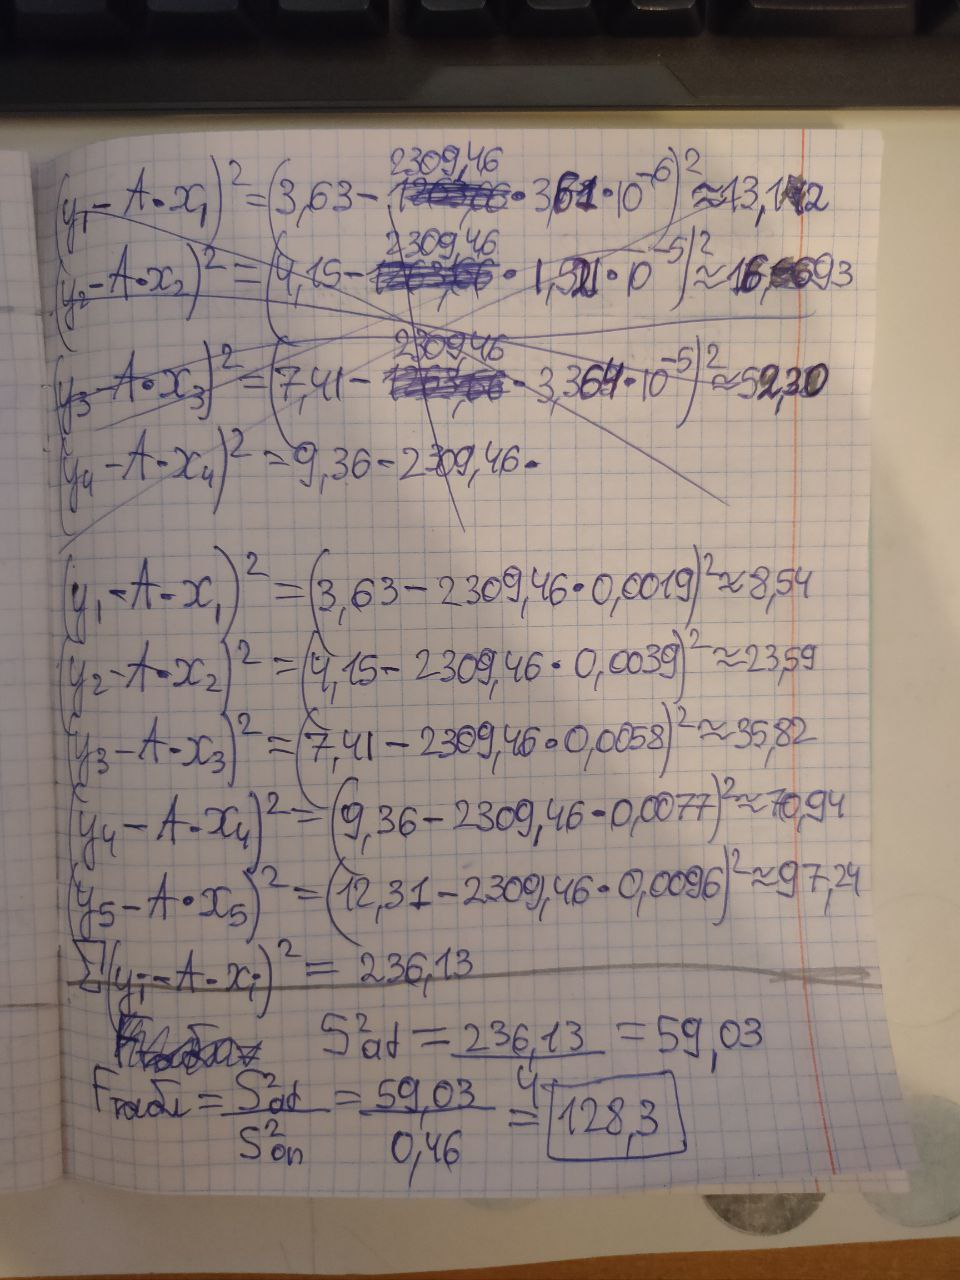 2309,46
(y₁ - A·x₁)² = (3,63 - · 3,61·10⁻⁶)² ≈ 13,12
2309,46
(y₂ - A·x₂)² = (4,15 - · 1,521·10⁻⁵)² ≈ 16,93
2309,46
(y₃ - A·x₃)² = (7,41 - · 3,364·10⁻⁵)² ≈ 52,30
(y₄ - A·x₄)² = 9,36 - 2309,46·
(y₁ - A·x₁)² = (3,63 - 2309,46·0,0019)² ≈ 8,54
(y₂ - A·x₂)² = (4,15 - 2309,46·0,0039)² ≈ 23,59
(y₃ - A·x₃)² = (7,41 - 2309,46·0,0058)² ≈ 35,82
(y₄ - A·x₄)² = (9,36 - 2309,46·0,0077)² ≈ 70,94
(y₅ - A·x₅)² = (12,31 - 2309,46·0,0096)² ≈ 97,24
Σ(yᵢ - A·xᵢ)² = 236,13
S²ad = 236,13/4 = 59,03
Fтабл = S²ad/S²оп = 59,03/0,46 = 128,3